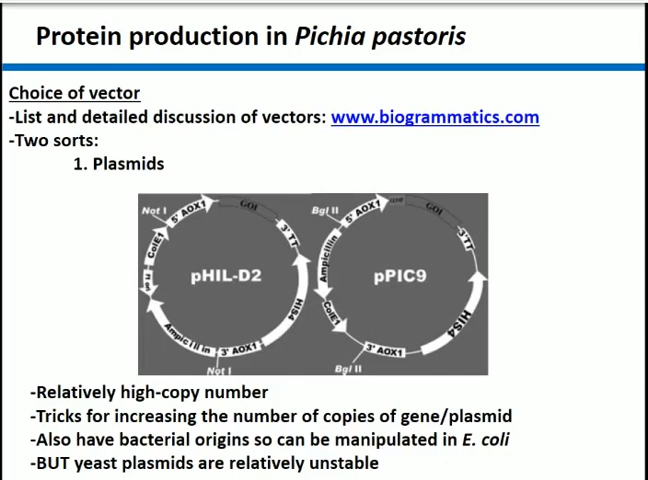 Protein production in Pichia pastoris
Choice of vector
-List and detailed discussion of vectors: www.biogrammatics.com
-Two sorts:
1. Plasmids
Not I
5' AOX1
GOI
3' TT
ColE1
pHIL-D2
HIS4
Ampicillin
3' AOX1
Not I
Bgl II
5' AOX1
GOI
3'TT
Ampicillin
pPIC9
ColE1
HIS4
3' AOX1
Bgl II
-Relatively high-copy number
-Tricks for increasing the number of copies of gene/plasmid
-Also have bacterial origins so can be manipulated in E. coli
-BUT yeast plasmids are relatively unstable